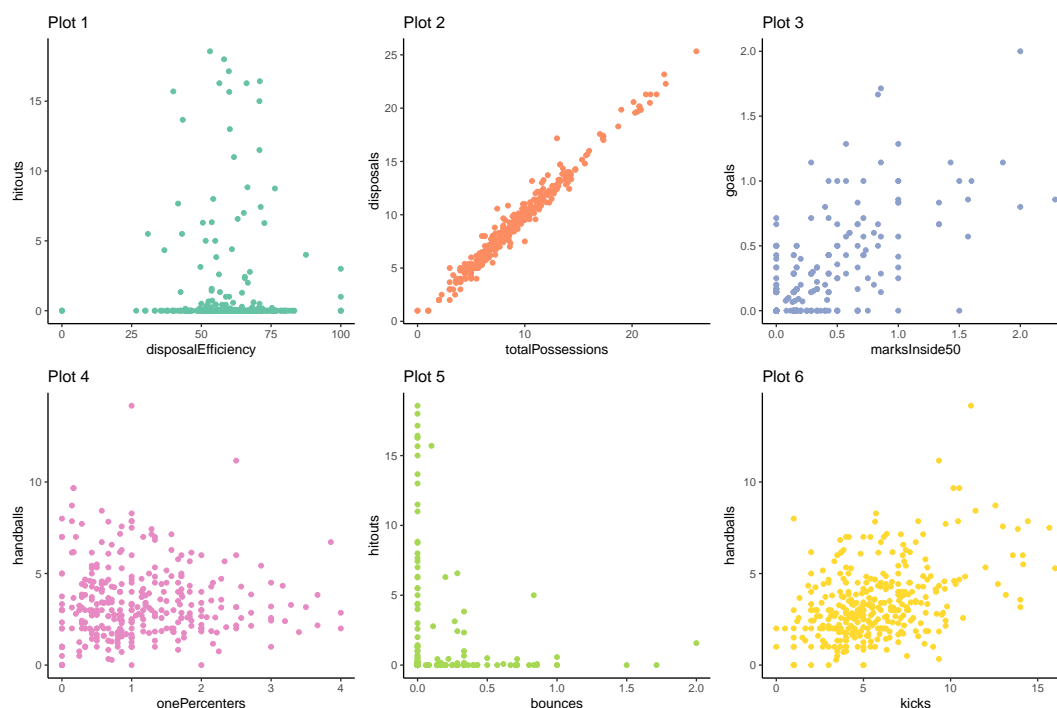 Plot 1
hitouts
15
10
5
0
0
25
50
75
100
disposalEfficiency
Plot 2
disposals
25
20
15
10
5
0
0
10
20
totalPossessions
Plot 3
goals
2.0
1.5
1.0
0.5
0.0
0.0
0.5
1.0
1.5
2.0
marksInside50
Plot 4
handballs
10
5
0
0
1
2
3
4
onePercenters
Plot 5
hitouts
15
10
5
0
0.0
0.5
1.0
1.5
2.0
bounces
Plot 6
handballs
10
5
0
0
5
10
15
kicks